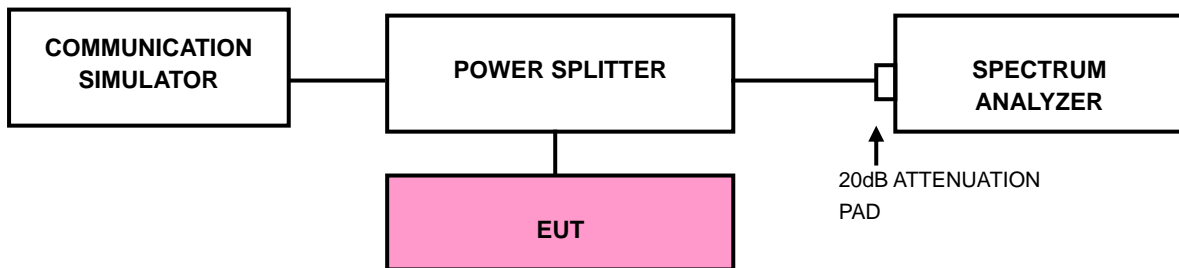 COMMUNICATION
SIMULATOR
POWER SPLITTER
SPECTRUM
ANALYZER
20dB ATTENUATION
PAD
EUT